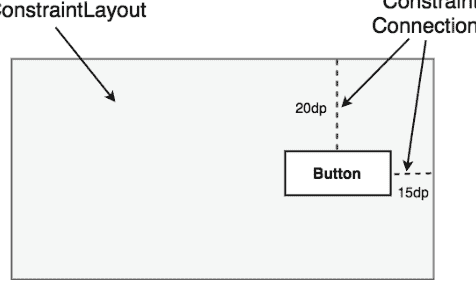 ConstraintLayout
Constraint
Connection
20dp
Button
15dp